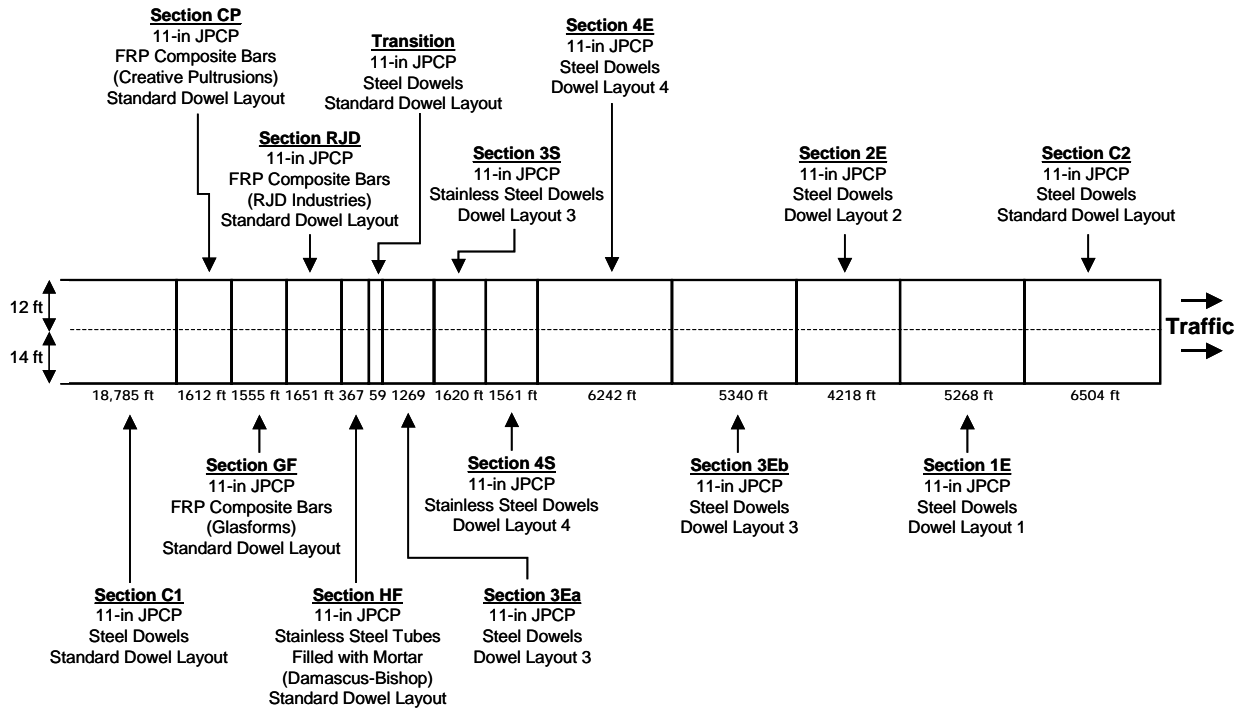 Section CP
11-in JPCP
FRP Composite Bars
(Creative Pultrusions)
Standard Dowel Layout
Transition
11-in JPCP
Steel Dowels
Standard Dowel Layout
Section 4E
11-in JPCP
Steel Dowels
Dowel Layout 4
Section RJD
11-in JPCP
FRP Composite Bars
(RJD Industries)
Standard Dowel Layout
Section 3S
11-in JPCP
Stainless Steel Dowels
Dowel Layout 3
Section 2E
11-in JPCP
Steel Dowels
Dowel Layout 2
Section C2
11-in JPCP
Steel Dowels
Standard Dowel Layout
12 ft
14 ft
Traffic
18,785 ft 1612 ft 1555 ft 1651 ft 367 59 1269 1620 ft 1561 ft 6242 ft 5340 ft 4218 ft 5268 ft 6504 ft
Section GF
11-in JPCP
FRP Composite Bars
(Glasforms)
Standard Dowel Layout
Section 4S
11-in JPCP
Stainless Steel Dowels
Dowel Layout 4
Section 3Eb
11-in JPCP
Steel Dowels
Dowel Layout 3
Section 1E
11-in JPCP
Steel Dowels
Dowel Layout 1
Section C1
11-in JPCP
Steel Dowels
Standard Dowel Layout
Section HF
11-in JPCP
Stainless Steel Tubes
Filled with Mortar
(Damascus-Bishop)
Standard Dowel Layout
Section 3Ea
11-in JPCP
Steel Dowels
Dowel Layout 3